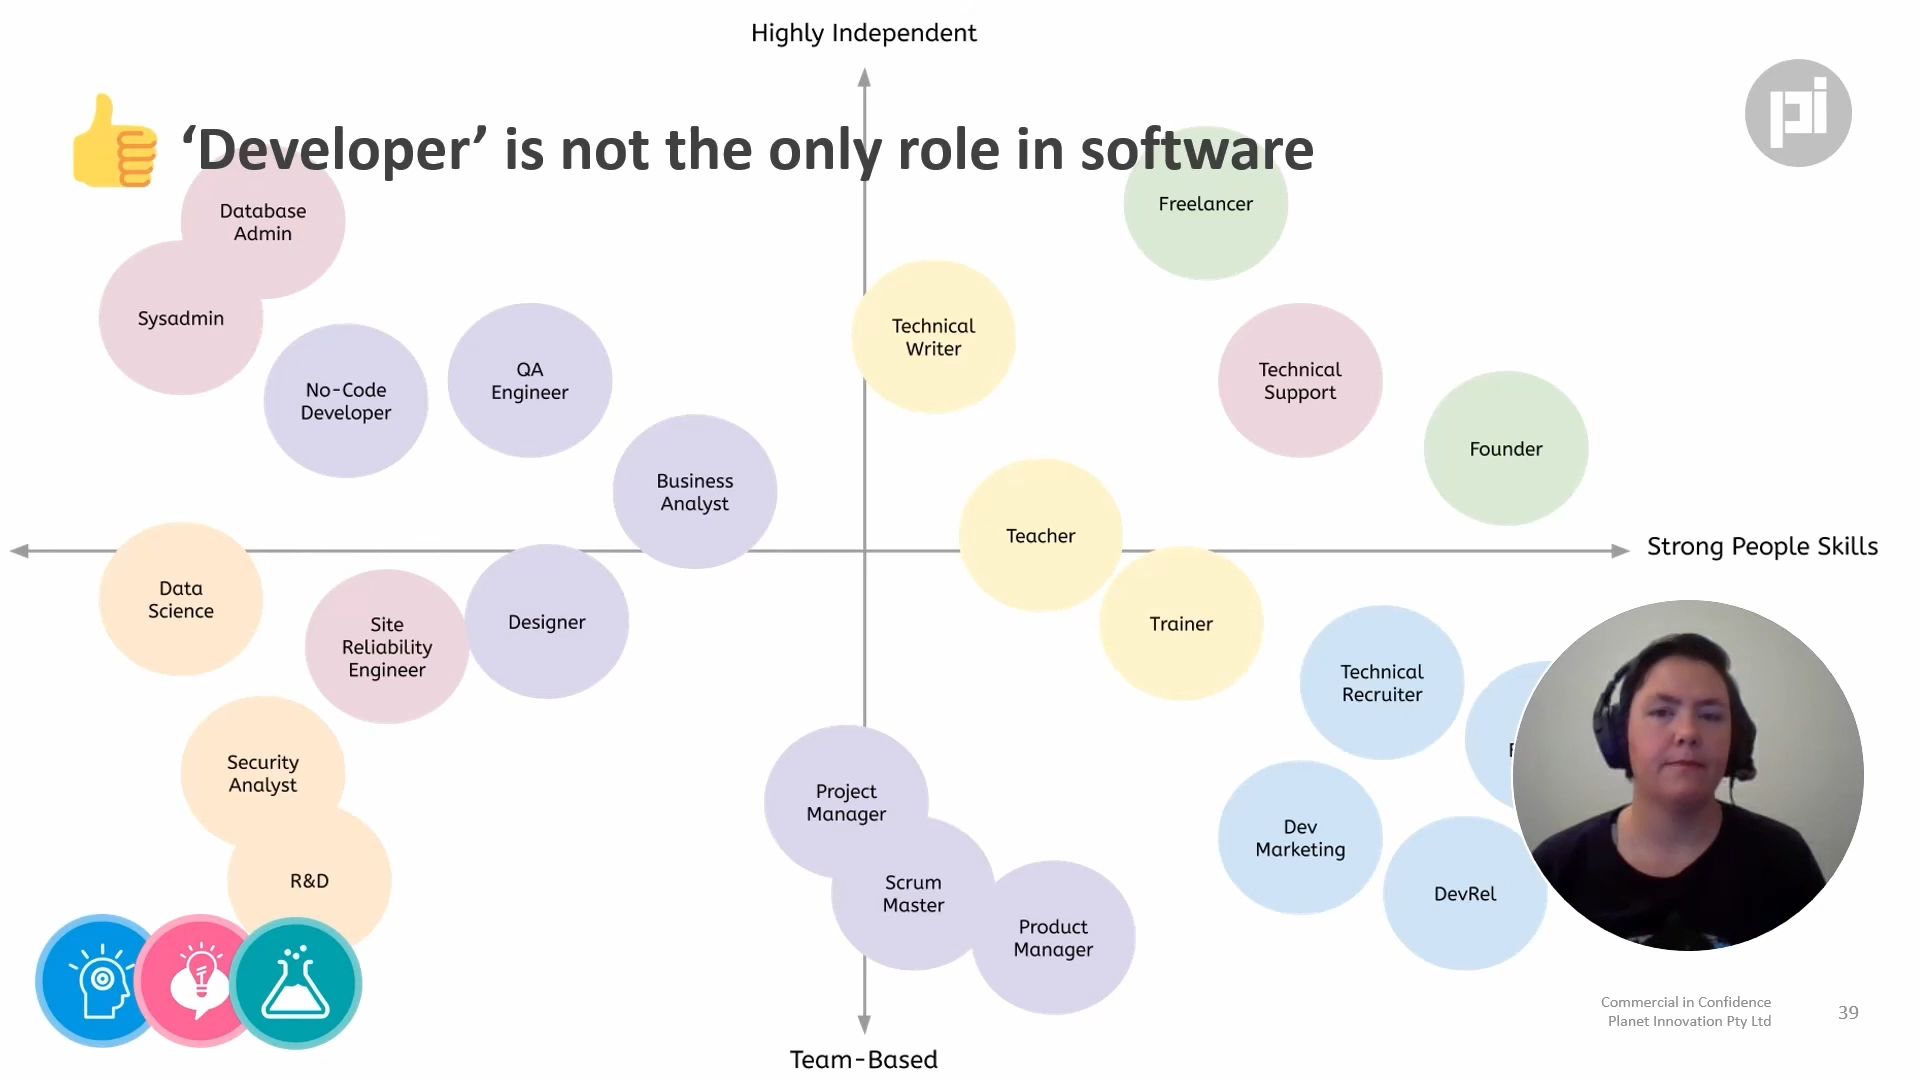 Highly Independent
pi
‘Developer’ is not the only role in software
Database
Admin
Freelancer
Sysadmin
Technical
Writer
No-Code
Developer
QA
Engineer
Technical
Support
Founder
Business
Analyst
Teacher
Strong People Skills
Data
Science
Site
Reliability
Engineer
Designer
Trainer
Technical
Recruiter
Security
Analyst
Project
Manager
Dev
Marketing
R&D
Scrum
Master
DevRel
Product
Manager
Commercial in Confidence
Planet Innovation Pty Ltd
39
Team-Based